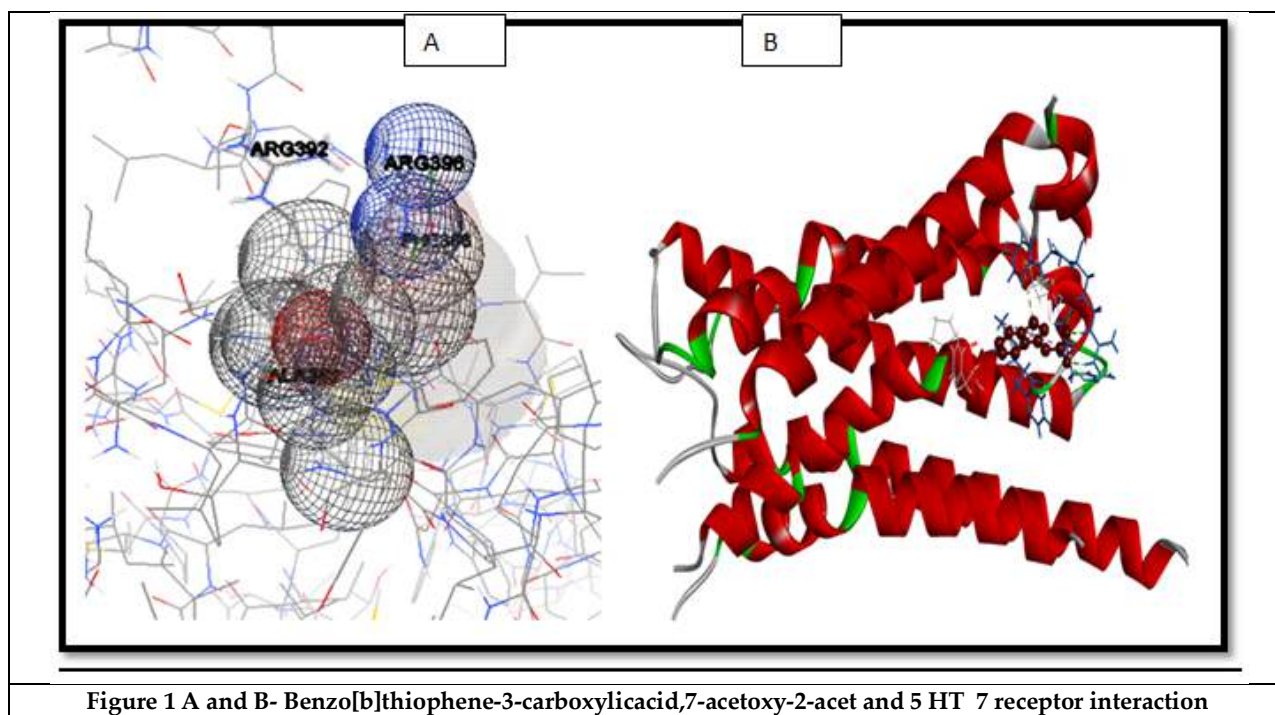 A
B
ARG392
ARG396
Figure 1 A and B- Benzo[b]thiophene-3-carboxylicacid,7-acetoxy-2-acet and 5 HT 7 receptor interaction